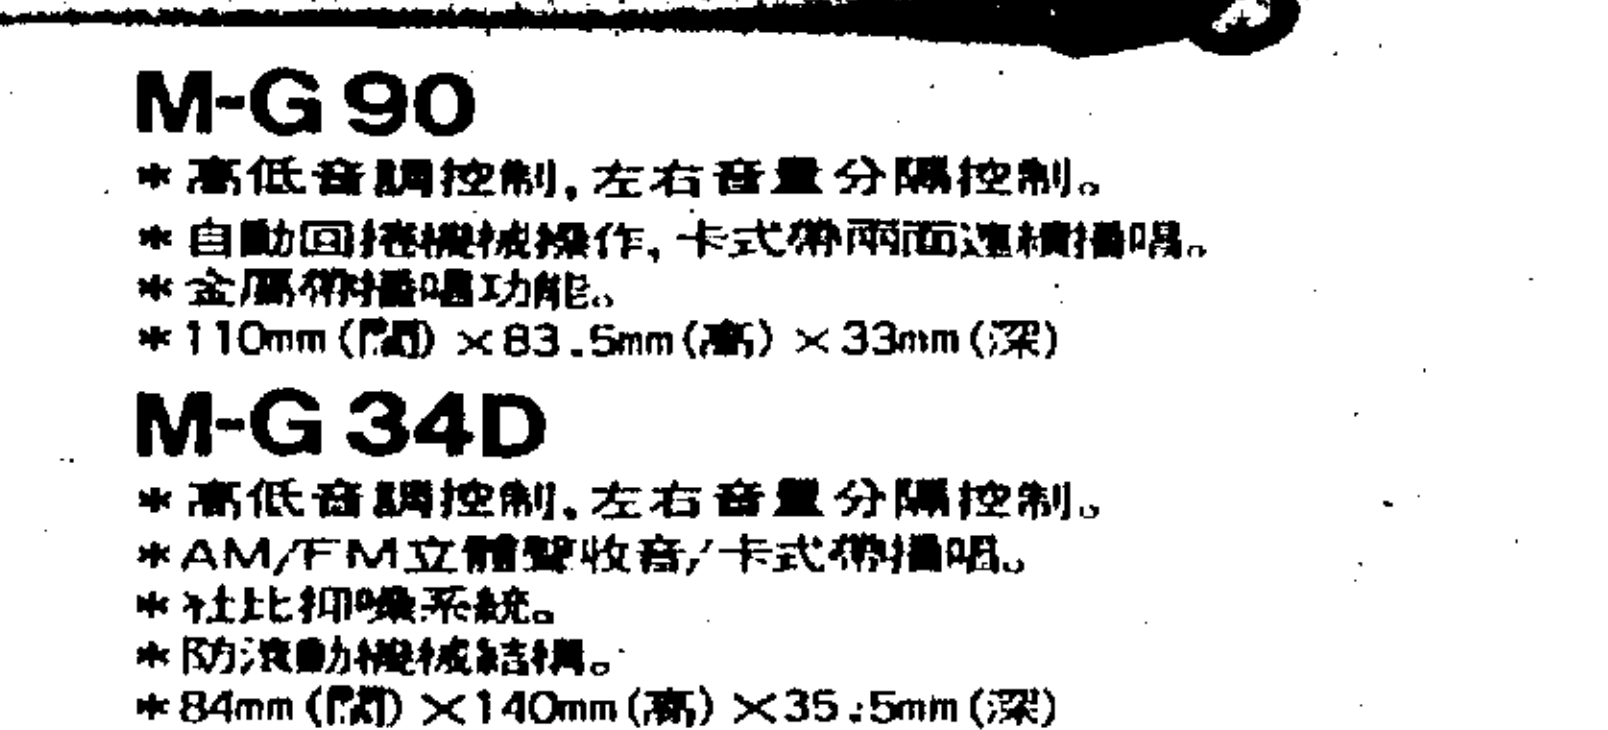 M-G 90
* 高低音調控制,左右音量分隔控制。
* 自動回捲機械操作,卡式帶兩面連續播唱。
* 金屬帶播唱功能。
* 110mm(闊)×83.5mm(高)×33mm(深)
M-G 34D
* 高低音調控制,左右音量分隔控制。
* AM/FM立體聲收音/卡式帶播唱。
* 杜比抑噪系統。
* 防滾動機械結構。
* 84mm(闊)×140mm(高)×35.5mm(深)